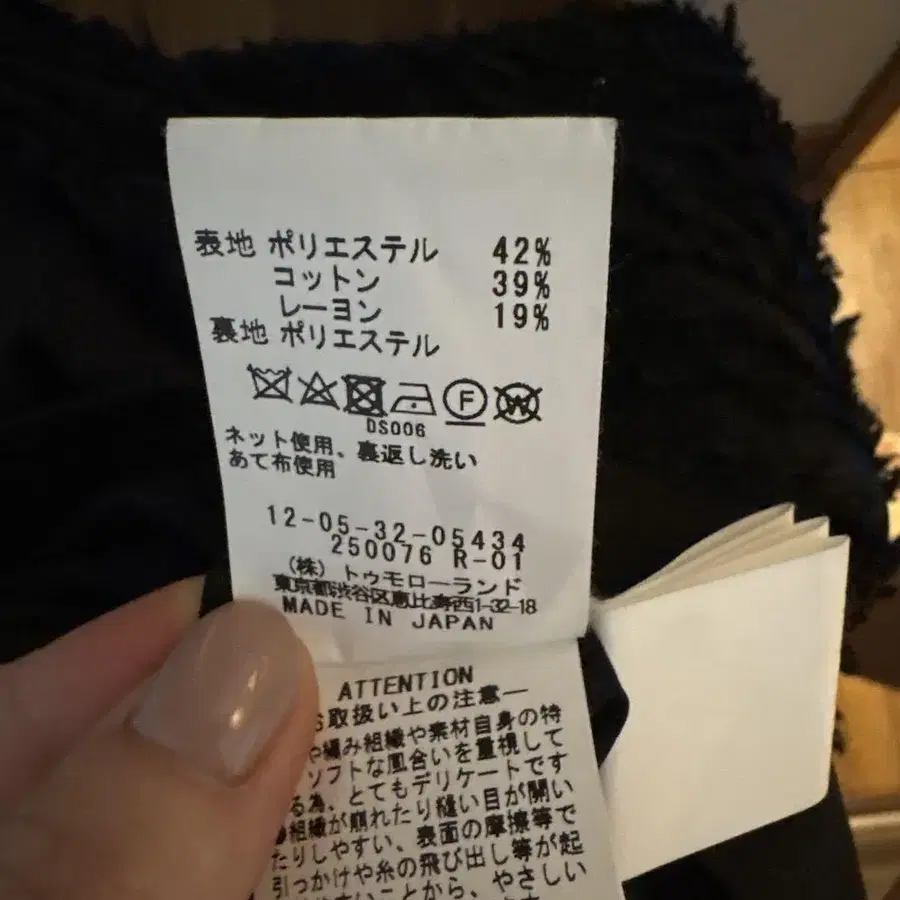 表地 ポリエステル 42%
コットン 39%
レーヨン 19%
裏地 ポリエステル
F W
DS006
ネット使用、裏返し洗い
あて布使用
12-05-32-05434
250076 R-01
(株) トゥモローランド
東京都渋谷区恵比寿西1-32-18
MADE IN JAPAN
ATTENTION
お取扱い上の注意―
や編み組織や素材自身の特
ソフトな風合いを重視して
る為、とてもデリケートです
組織が崩れたり縫い目が開い
たりしやすい、表面の摩擦等で
引っかけや糸の飛び出し等が起
やすいことから、やさしい